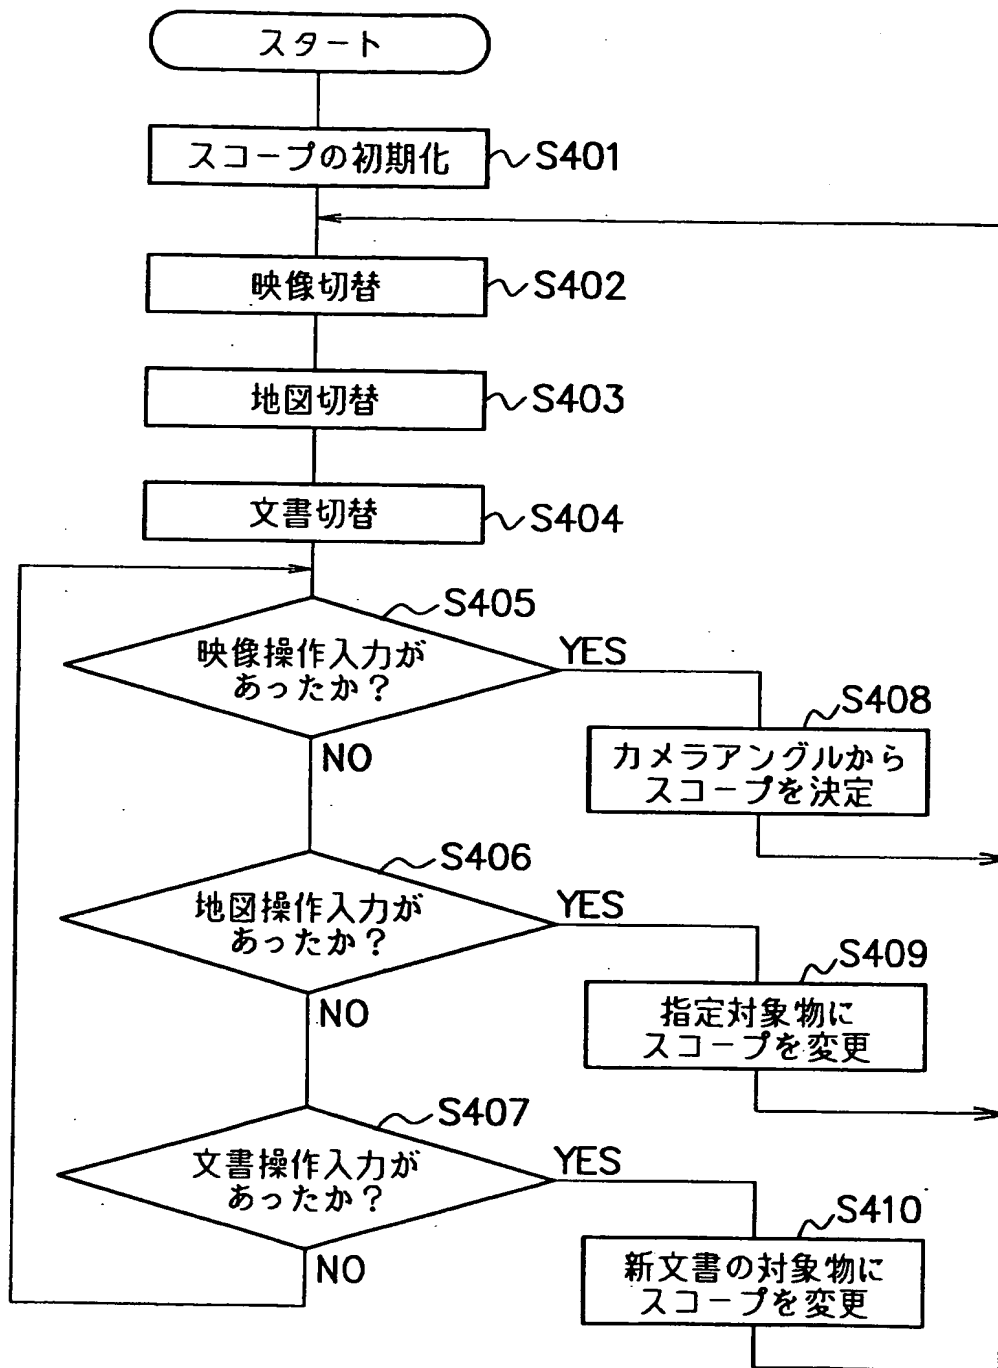 スタート
スコープの初期化
S401
映像切替
S402
地図切替
S403
文書切替
S404
S405
映像操作入力が
あったか？
YES
NO
S408
カメラアングルから
スコープを決定
S406
地図操作入力が
あったか？
YES
NO
S409
指定対象物に
スコープを変更
S407
文書操作入力が
あったか？
YES
NO
S410
新文書の対象物に
スコープを変更